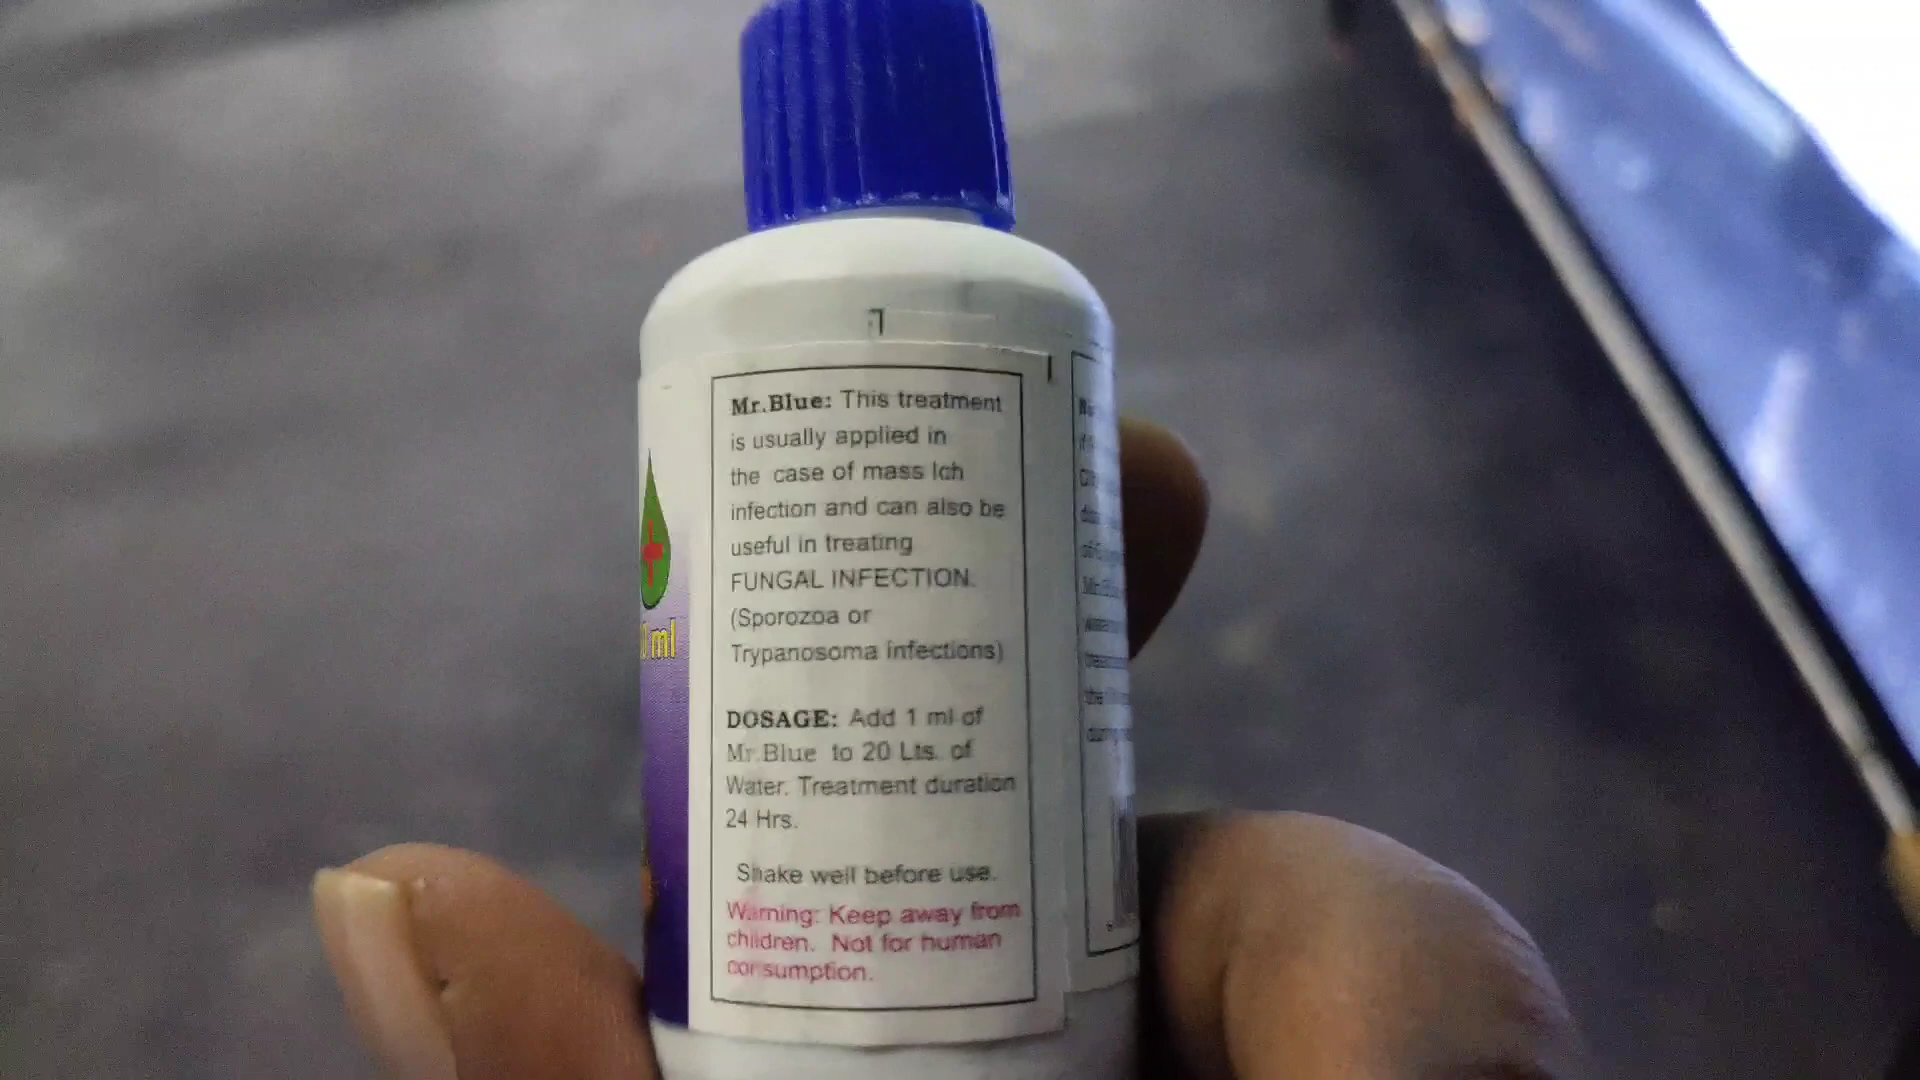 Mr.Blue: This treatment
is usually applied in
the case of mass Ich
infection and can also be
useful in treating
FUNGAL INFECTION.
(Sporozoa or
Trypanosoma infections)
DOSAGE: Add 1 ml of
Mr.Blue to 20 Lts. of
Water. Treatment duration
24 Hrs.
Shake well before use.
Warning: Keep away from
children. Not for human
consumption.
ml